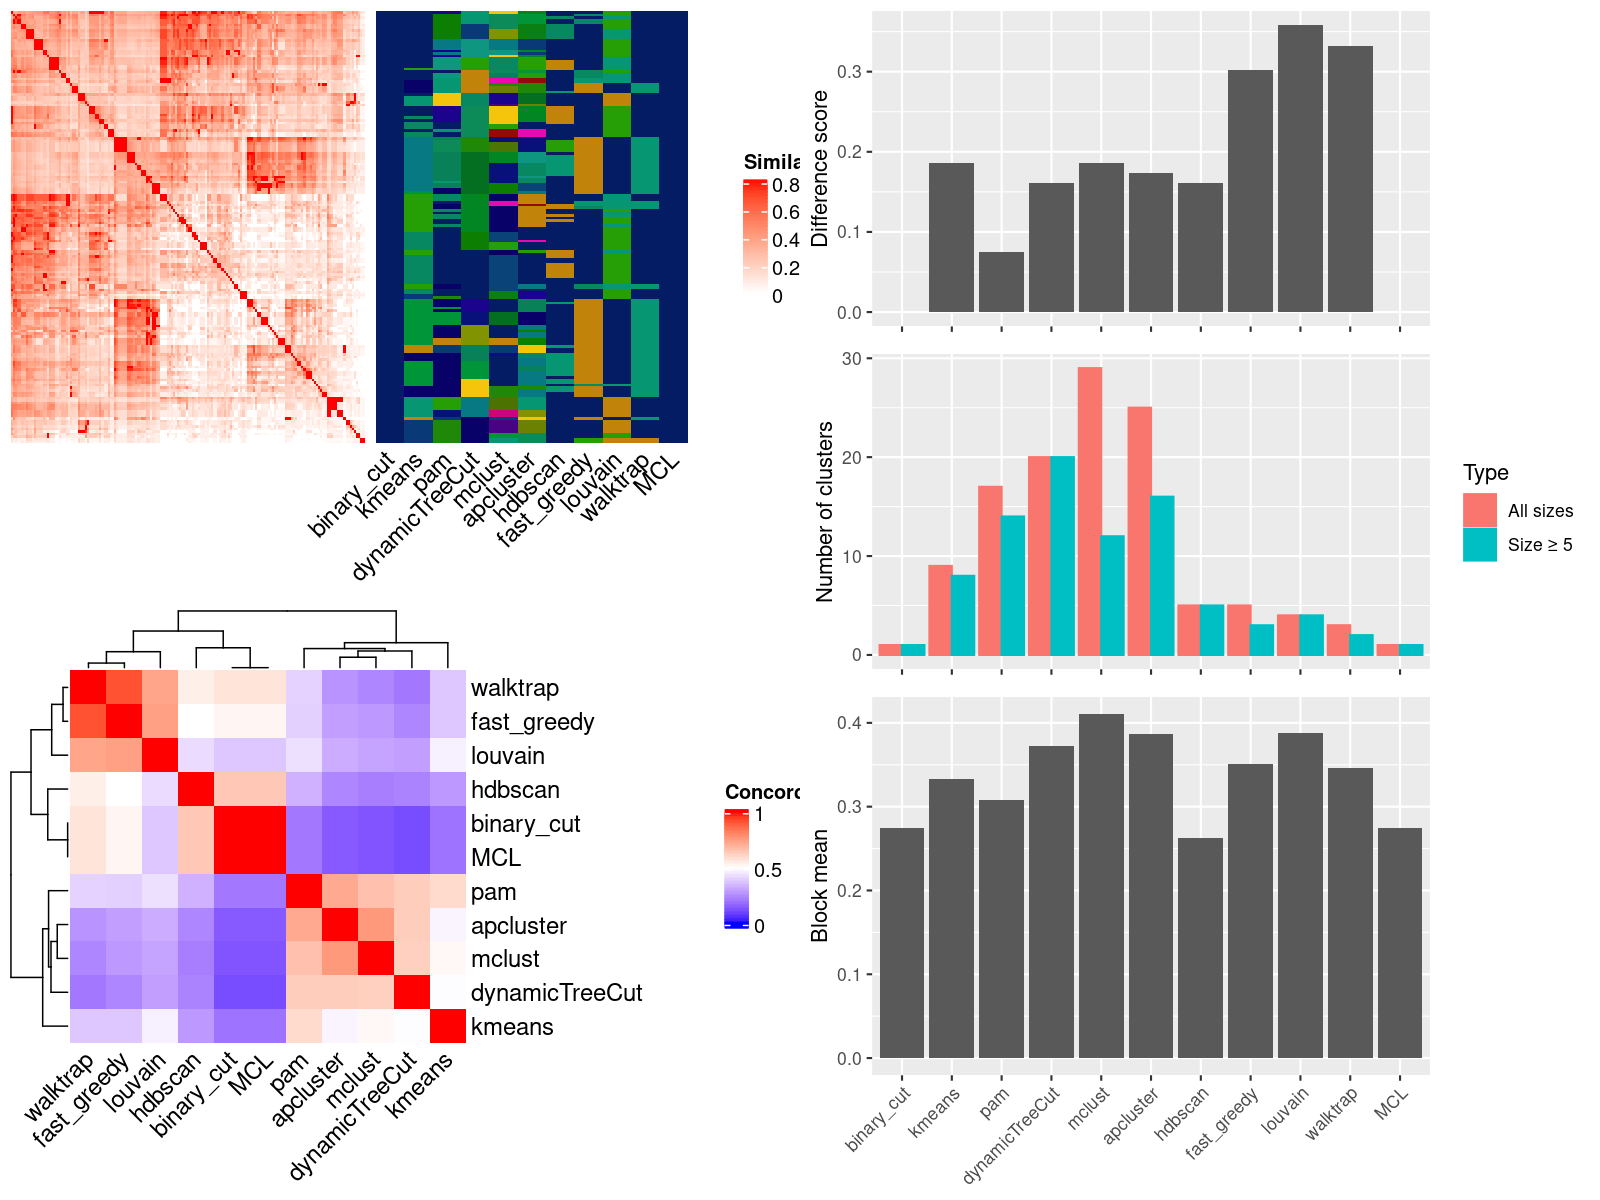 Simila
0.8
0.6
0.4
0.2
0
binary_cut
kmeans
pam
dynamicTreeCut
mclust
apcluster
hdbscan
fast_greedy
louvain
walktrap
MCL
walktrap
fast_greedy
louvain
hdbscan
binary_cut
MCL
pam
apcluster
mclust
dynamicTreeCut
kmeans
walktrap
fast_greedy
louvain
hdbscan
binary_cut
MCL
pam
apcluster
mclust
dynamicTreeCut
kmeans
Concord
1
0.5
0
Difference score
0.3
0.2
0.1
0.0
Number of clusters
30
20
10
0
Type
All sizes
Size ≥ 5
Block mean
0.4
0.3
0.2
0.1
0.0
binary_cut
kmeans
pam
dynamicTreeCut
mclust
apcluster
hdbscan
fast_greedy
louvain
walktrap
MCL